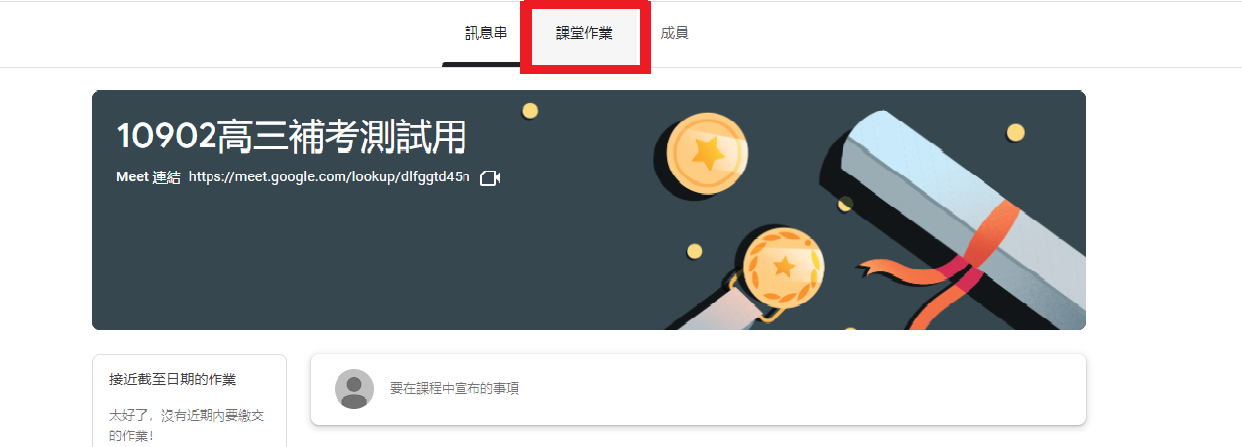 訊息串 課堂作業 成員
10902高三補考測試用
Meet 連結 https://meet.google.com/lookup/dlfggtd45n
接近截至日期的作業
太好了，沒有近期內要繳交
的作業！
要在課程中宣布的事項